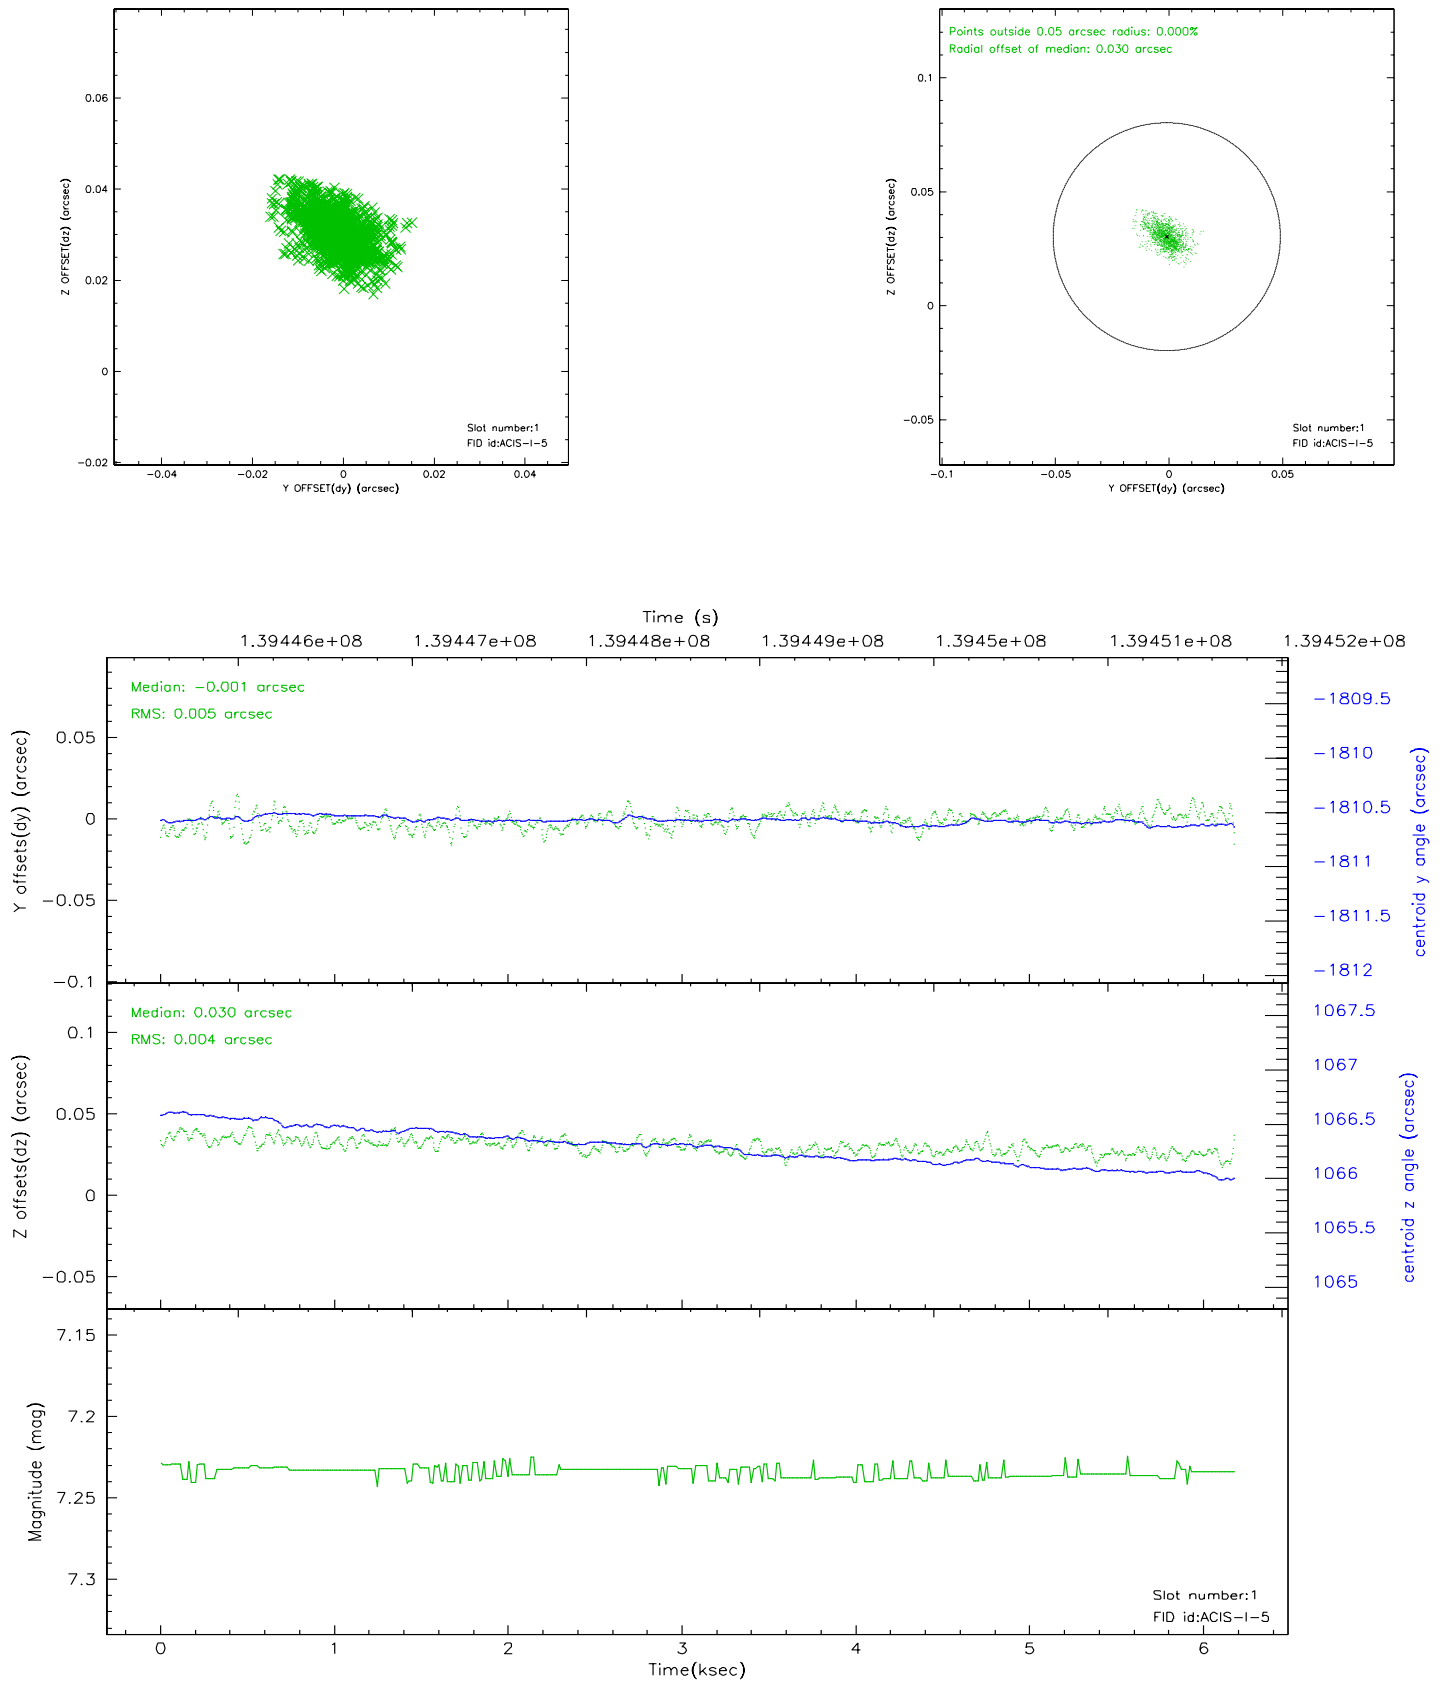 0.06
0.04
0.02
0
-0.02
Z OFFSET(dz) (arcsec)
Slot number:1
FID id:ACIS-I-5
-0.04
-0.02
0
0.02
0.04
Y OFFSET(dy) (arcsec)
Points outside 0.05 arcsec radius: 0.000%
Radial offset of median: 0.030 arcsec
0.1
0.05
0
-0.05
Z OFFSET(dz) (arcsec)
Slot number:1
FID id:ACIS-I-5
-0.1
-0.05
0
0.05
Y OFFSET(dy) (arcsec)
Time (s)
1.39446e+08
1.39447e+08
1.39448e+08
1.39449e+08
1.3945e+08
1.39451e+08
1.39452e+08
Median: -0.001 arcsec
RMS: 0.005 arcsec
0.05
0
-0.05
-0.1
Y offsets(dy) (arcsec)
-1809.5
-1810
-1810.5
-1811
-1811.5
-1812
centroid y angle (arcsec)
Median: 0.030 arcsec
RMS: 0.004 arcsec
0.1
0.05
0
-0.05
Z offsets(dz) (arcsec)
1067.5
1067
1066.5
1066
1065.5
1065
centroid z angle (arcsec)
7.15
7.2
7.25
7.3
Magnitude (mag)
Slot number:1
FID id:ACIS-I-5
0
1
2
3
4
5
6
Time(ksec)